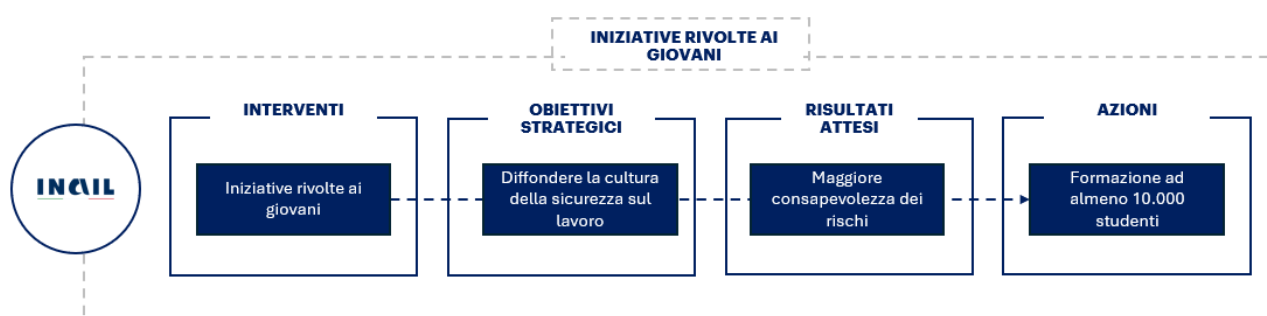 INIZIATIVE RIVOLTE AI
GIOVANI
INTERVENTI
OBIETTIVI
STRATEGICI
RISULTATI
ATTESI
AZIONI
INAIL
Iniziative rivolte ai
giovani
Diffondere la cultura
della sicurezza sul
lavoro
Maggiore
consapevolezza dei
rischi
Formazione ad
almeno 10.000
studenti